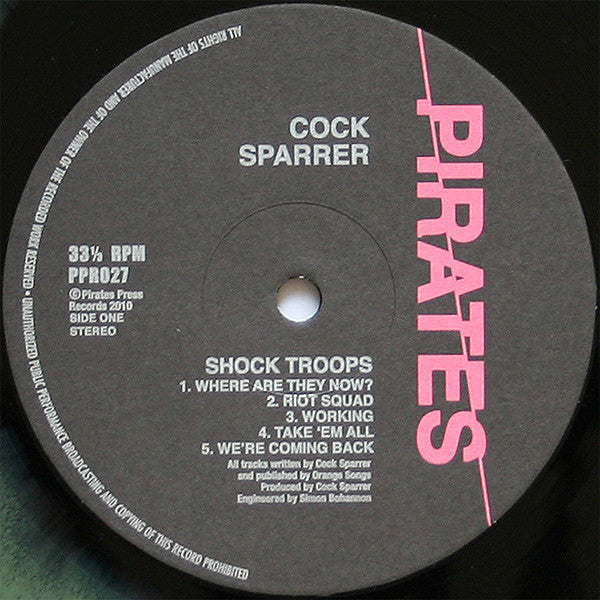 COCK
SPARRER
PIRATES
33⅓ RPM
PPR027
©Pirates Press
Records 2010
SIDE ONE
STEREO
SHOCK TROOPS
1. WHERE ARE THEY NOW?
2. RIOT SQUAD
3. WORKING
4. TAKE 'EM ALL
5. WE'RE COMING BACK
All tracks written by Cock Sparrer
and published by Orange Songs
Produced by Cock Sparrer
Engineered by Simon Bohannon
ALL RIGHTS OF THE MANUFACTURER AND OF THE OWNER OF THE RECORDED WORK RESERVED • UNAUTHORIZED PUBLIC PERFORMANCE BROADCASTING AND COPYING OF THIS RECORD PROHIBITED